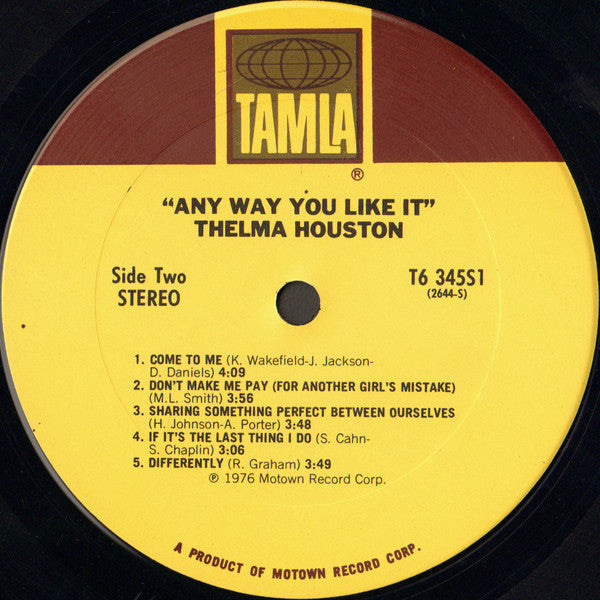 TAMLA
®
“ANY WAY YOU LIKE IT”
THELMA HOUSTON
Side Two
STEREO
T6 345S1
(2644-S)
1. COME TO ME (K. Wakefield-J. Jackson-
D. Daniels) 4:09
2. DON'T MAKE ME PAY (FOR ANOTHER GIRL'S MISTAKE)
(M.L. Smith) 3:56
3. SHARING SOMETHING PERFECT BETWEEN OURSELVES
(H. Johnson-A. Porter) 3:48
4. IF IT'S THE LAST THING I DO (S. Cahn-
S. Chaplin) 3:06
5. DIFFERENTLY (R. Graham) 3:49
℗ 1976 Motown Record Corp.
A PRODUCT OF MOTOWN RECORD CORP.